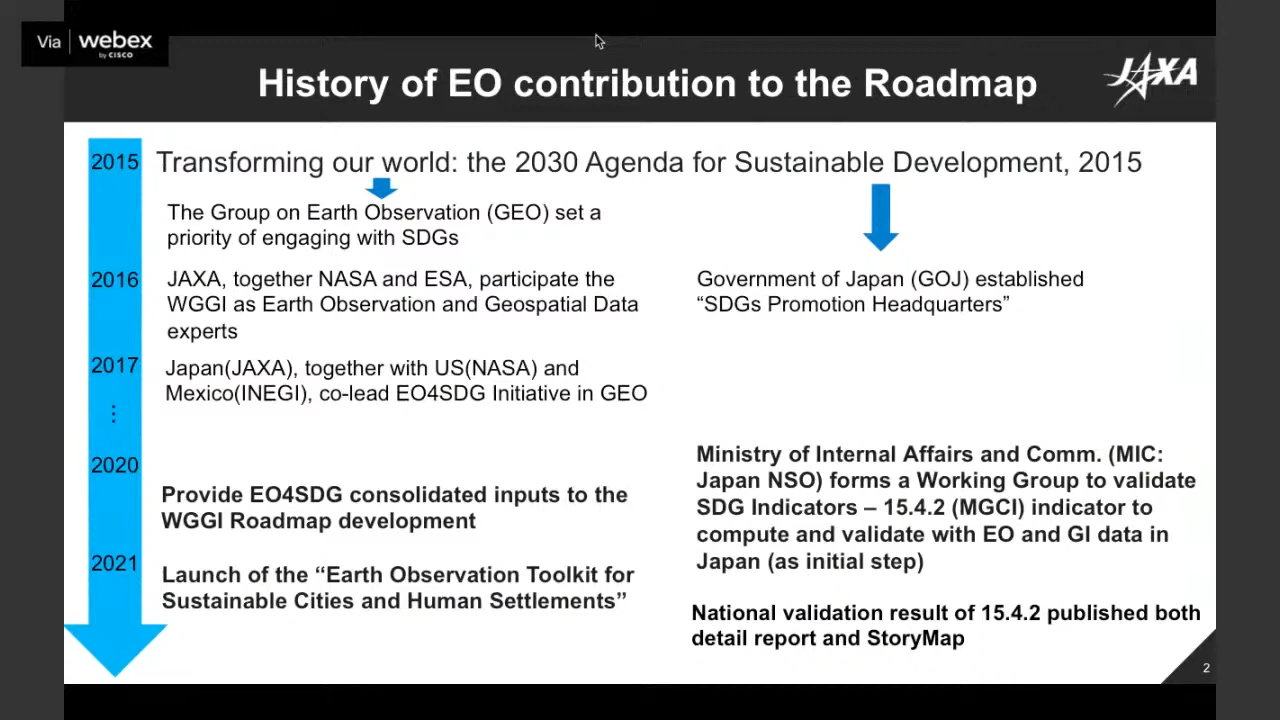 Via webex
by CISCO
History of EO contribution to the Roadmap
JAXA
2015
Transforming our world: the 2030 Agenda for Sustainable Development, 2015
The Group on Earth Observation (GEO) set a
priority of engaging with SDGs
2016
JAXA, together NASA and ESA, participate the
WGGI as Earth Observation and Geospatial Data
experts
Government of Japan (GOJ) established
“SDGs Promotion Headquarters”
2017
Japan(JAXA), together with US(NASA) and
Mexico(INEGI), co-lead EO4SDG Initiative in GEO
...
2020
Provide EO4SDG consolidated inputs to the
WGGI Roadmap development
Ministry of Internal Affairs and Comm. (MIC:
Japan NSO) forms a Working Group to validate
SDG Indicators – 15.4.2 (MGCI) indicator to
compute and validate with EO and GI data in
Japan (as initial step)
2021
Launch of the “Earth Observation Toolkit for
Sustainable Cities and Human Settlements”
National validation result of 15.4.2 published both
detail report and StoryMap
2